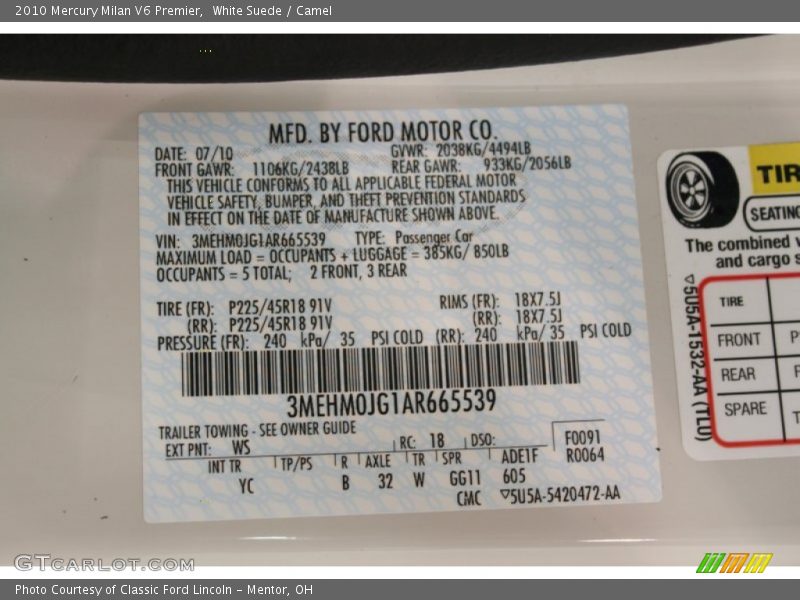 2010 Mercury Milan V6 Premier, White Suede / Camel
MFD. BY FORD MOTOR CO.
DATE: 07/10 GVWR: 2038KG/4494LB
FRONT GAWR: 1106KG/2438LB REAR GAWR: 933KG/2056LB
THIS VEHICLE CONFORMS TO ALL APPLICABLE FEDERAL MOTOR
VEHICLE SAFETY, BUMPER, AND THEFT PREVENTION STANDARDS
IN EFFECT ON THE DATE OF MANUFACTURE SHOWN ABOVE.
VIN: 3MEHM0JG1AR665539 TYPE: Passenger Car
MAXIMUM LOAD = OCCUPANTS + LUGGAGE = 385KG/ 850LB
OCCUPANTS = 5 TOTAL; 2 FRONT, 3 REAR
TIRE (FR): P225/45R18 91V RIMS (FR): 18X7.5J
(RR): P225/45R18 91V (RR): 18X7.5J
PRESSURE (FR): 240 kPa/ 35 PSI COLD (RR): 240 kPa/ 35 PSI COLD
3MEHM0JG1AR665539
TRAILER TOWING - SEE OWNER GUIDE
EXT PNT: WS RC: 18 DSO: F0091
R0064
INT TR TP/PS R AXLE TR SPR ADE1F
YC B 32 W GG11 605
CMC ▽5U5A-5420472-AA
TIR
SEATING
The combined
and cargo s
TIRE
FRONT P
REAR
SPARE T
▽5U5A-1532-AA (TL0)
GTCARLOT.COM
Photo Courtesy of Classic Ford Lincoln - Mentor, OH